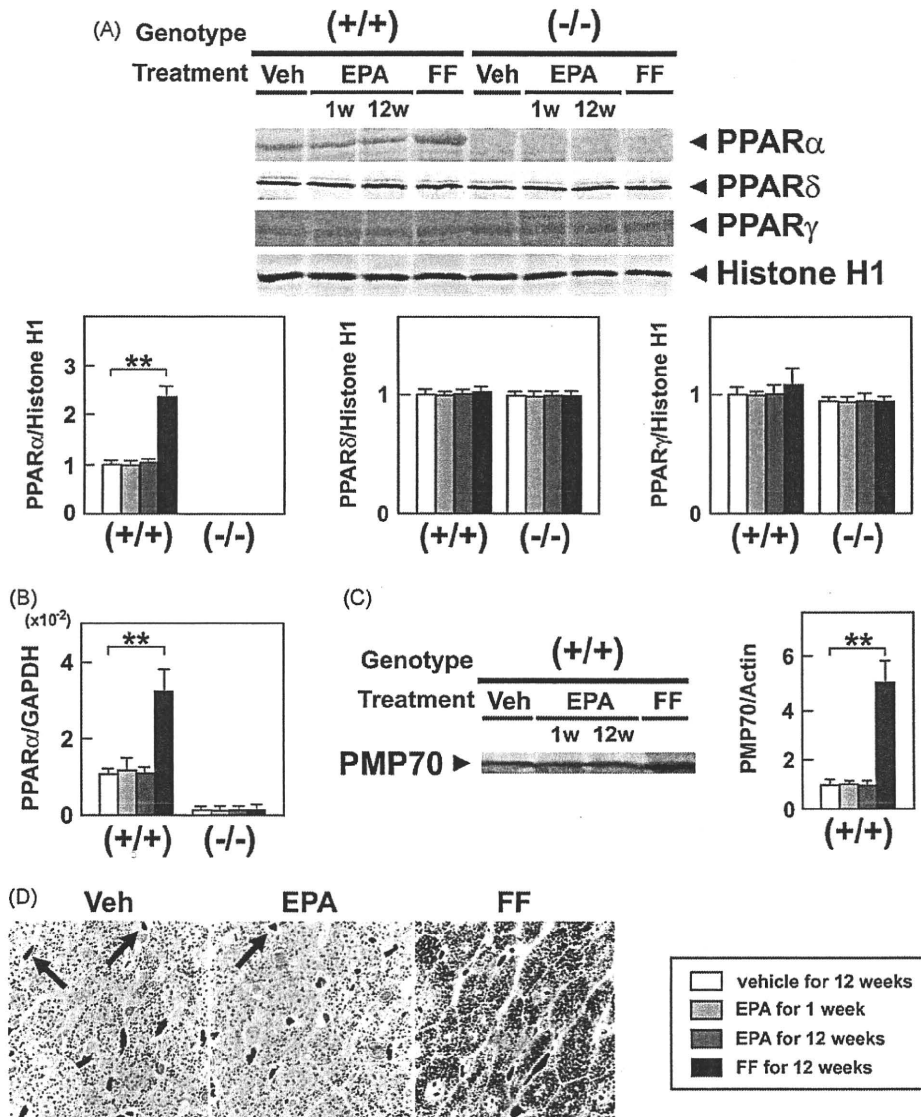 (A) Genotype (+/+) (-/-)
Treatment Veh EPA FF Veh EPA FF
1w 12w 1w 12w
◄ PPARα
◄ PPARδ
◄ PPARγ
◄ Histone H1
PPARα/Histone H1
3
2
1
0
**
(+/+) (-/-)
PPARδ/Histone H1
1
0
(+/+) (-/-)
PPARγ/Histone H1
1
0
(+/+) (-/-)
(B)
(x10-2)
PPARα/GAPDH
4
2
0
**
(+/+) (-/-)
(C)
Genotype (+/+)
Treatment Veh EPA FF
1w 12w
PMP70 ►
PMP70/Actin
6
4
2
0
**
(+/+)
(D)
Veh EPA FF
vehicle for 12 weeks
EPA for 1 week
EPA for 12 weeks
FF for 12 weeks